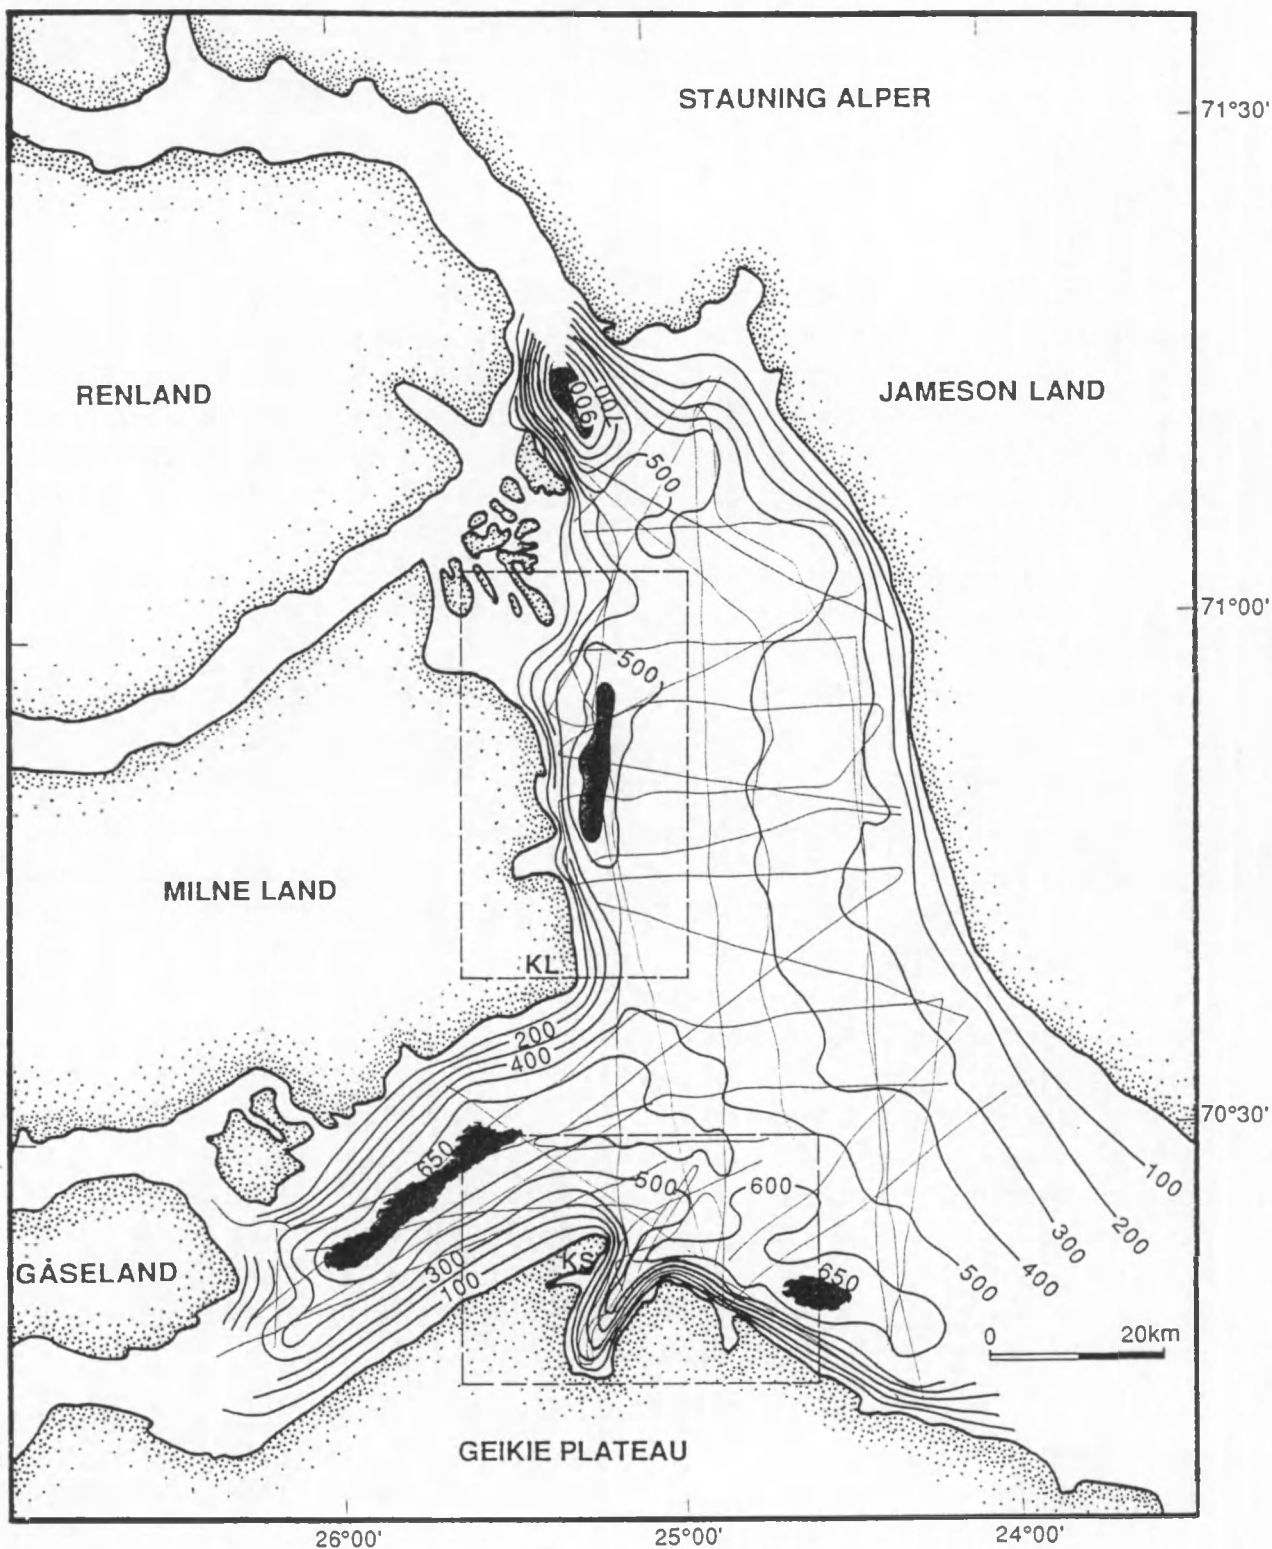 STAUNING ALPER
71°30'
RENLAND
JAMESON LAND
900
700
500
71°00'
500
MILNE LAND
KL
200
400
70°30'
650
500
600
100
200
300
400
500
GÅSELAND
300
100
KS
650
0 20km
GEIKIE PLATEAU
26°00' 25°00' 24°00'